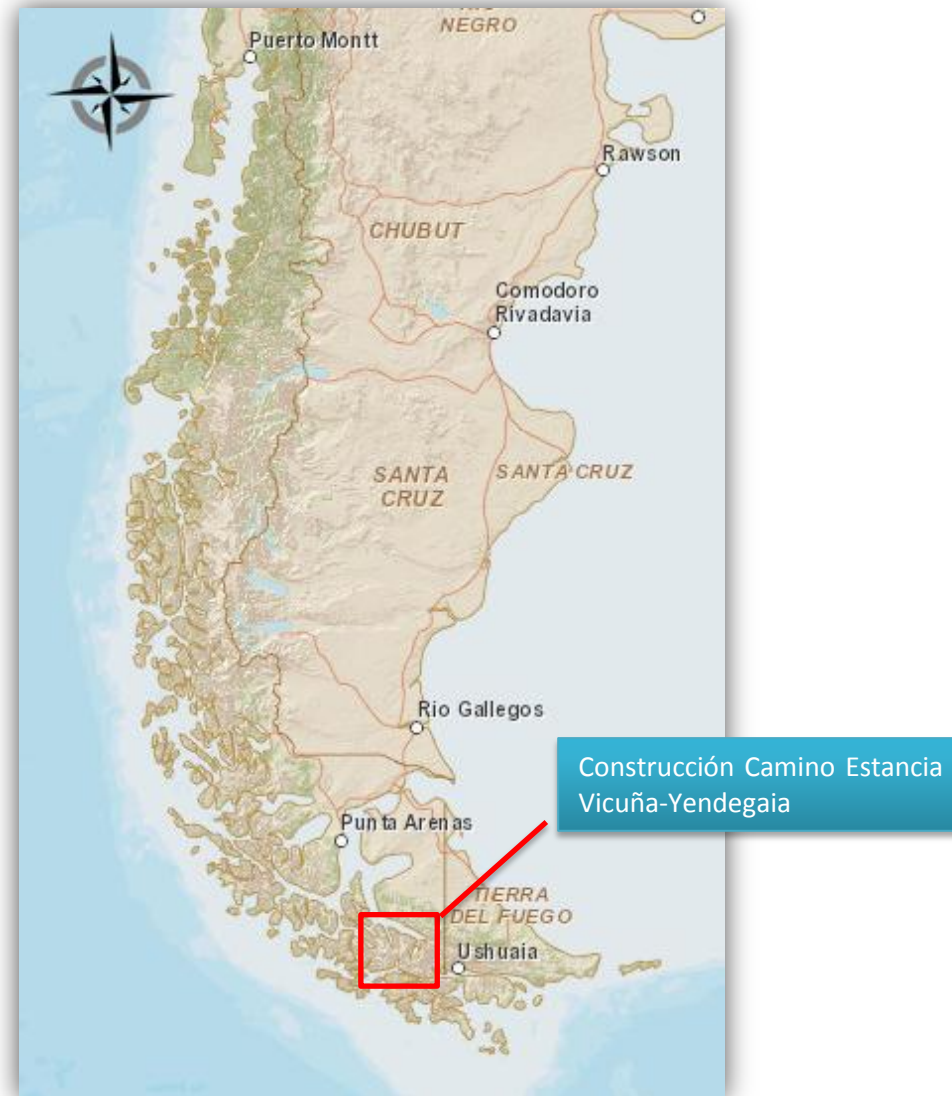 NEGRO
Puerto Montt
Rawson
CHUBUT
Comodoro
Rivadavia
SANTA
CRUZ
SANTA CRUZ
Rio Gallegos
Construcción Camino Estancia
Vicuña-Yendegaia
Punta Arenas
TIERRA
DEL FUEGO
Ushuaia